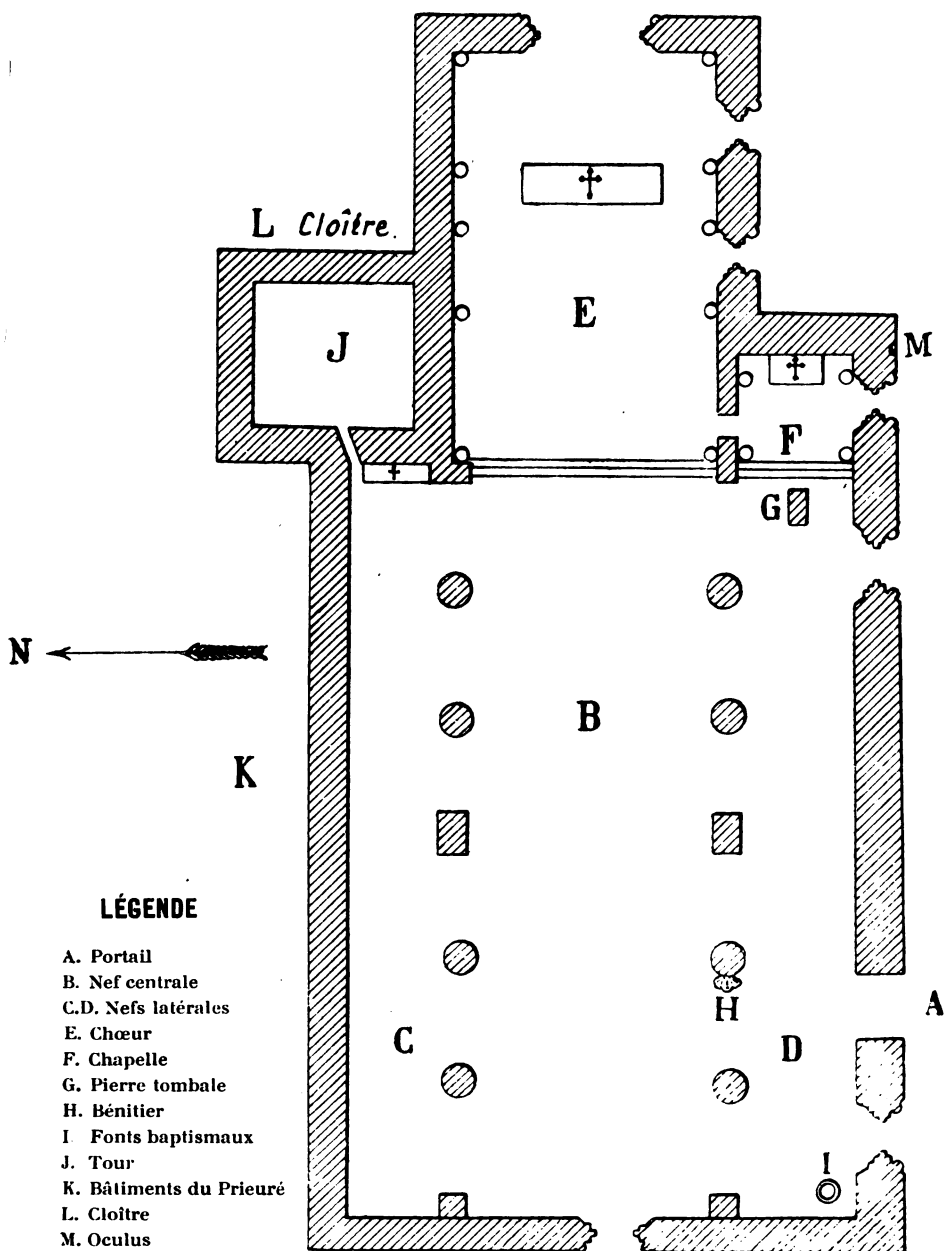 L Cloître.
J
E
M
F
G
N
B
K
H
A
C
D
I
LÉGENDE
A. Portail
B. Nef centrale
C.D. Nefs latérales
E. Chœur
F. Chapelle
G. Pierre tombale
H. Bénitier
I Fonts baptismaux
J. Tour
K. Bâtiments du Prieuré
L. Cloître
M. Oculus